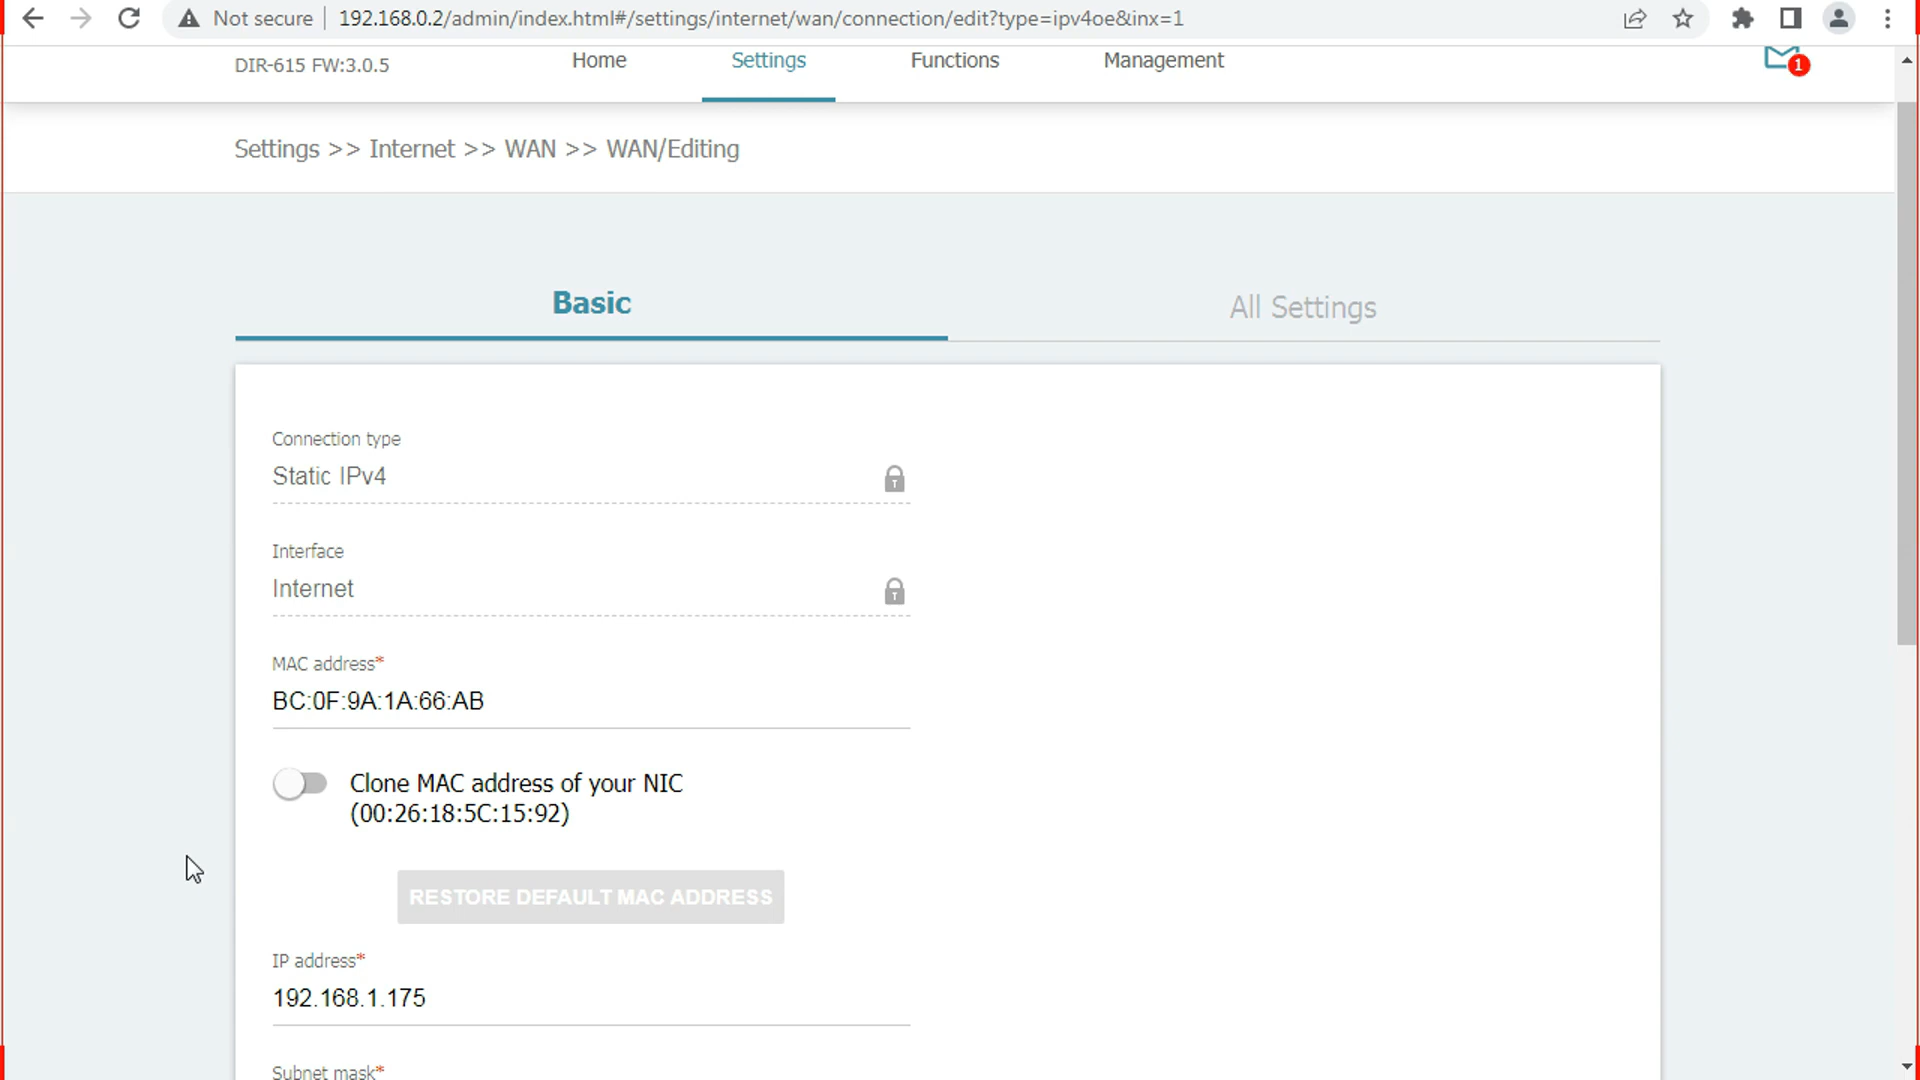 Not secure
192.168.0.2/admin/index.html#/settings/internet/wan/connection/edit?type=ipv4oe&inx=1
DIR-615 FW:3.0.5
Home
Settings
Functions
Management
1
Settings >> Internet >> WAN >> WAN/Editing
Basic
All Settings
Connection type
Static IPv4
Interface
Internet
MAC address*
BC:0F:9A:1A:66:AB
Clone MAC address of your NIC
(00:26:18:5C:15:92)
RESTORE DEFAULT MAC ADDRESS
IP address*
192.168.1.175
Subnet mask*